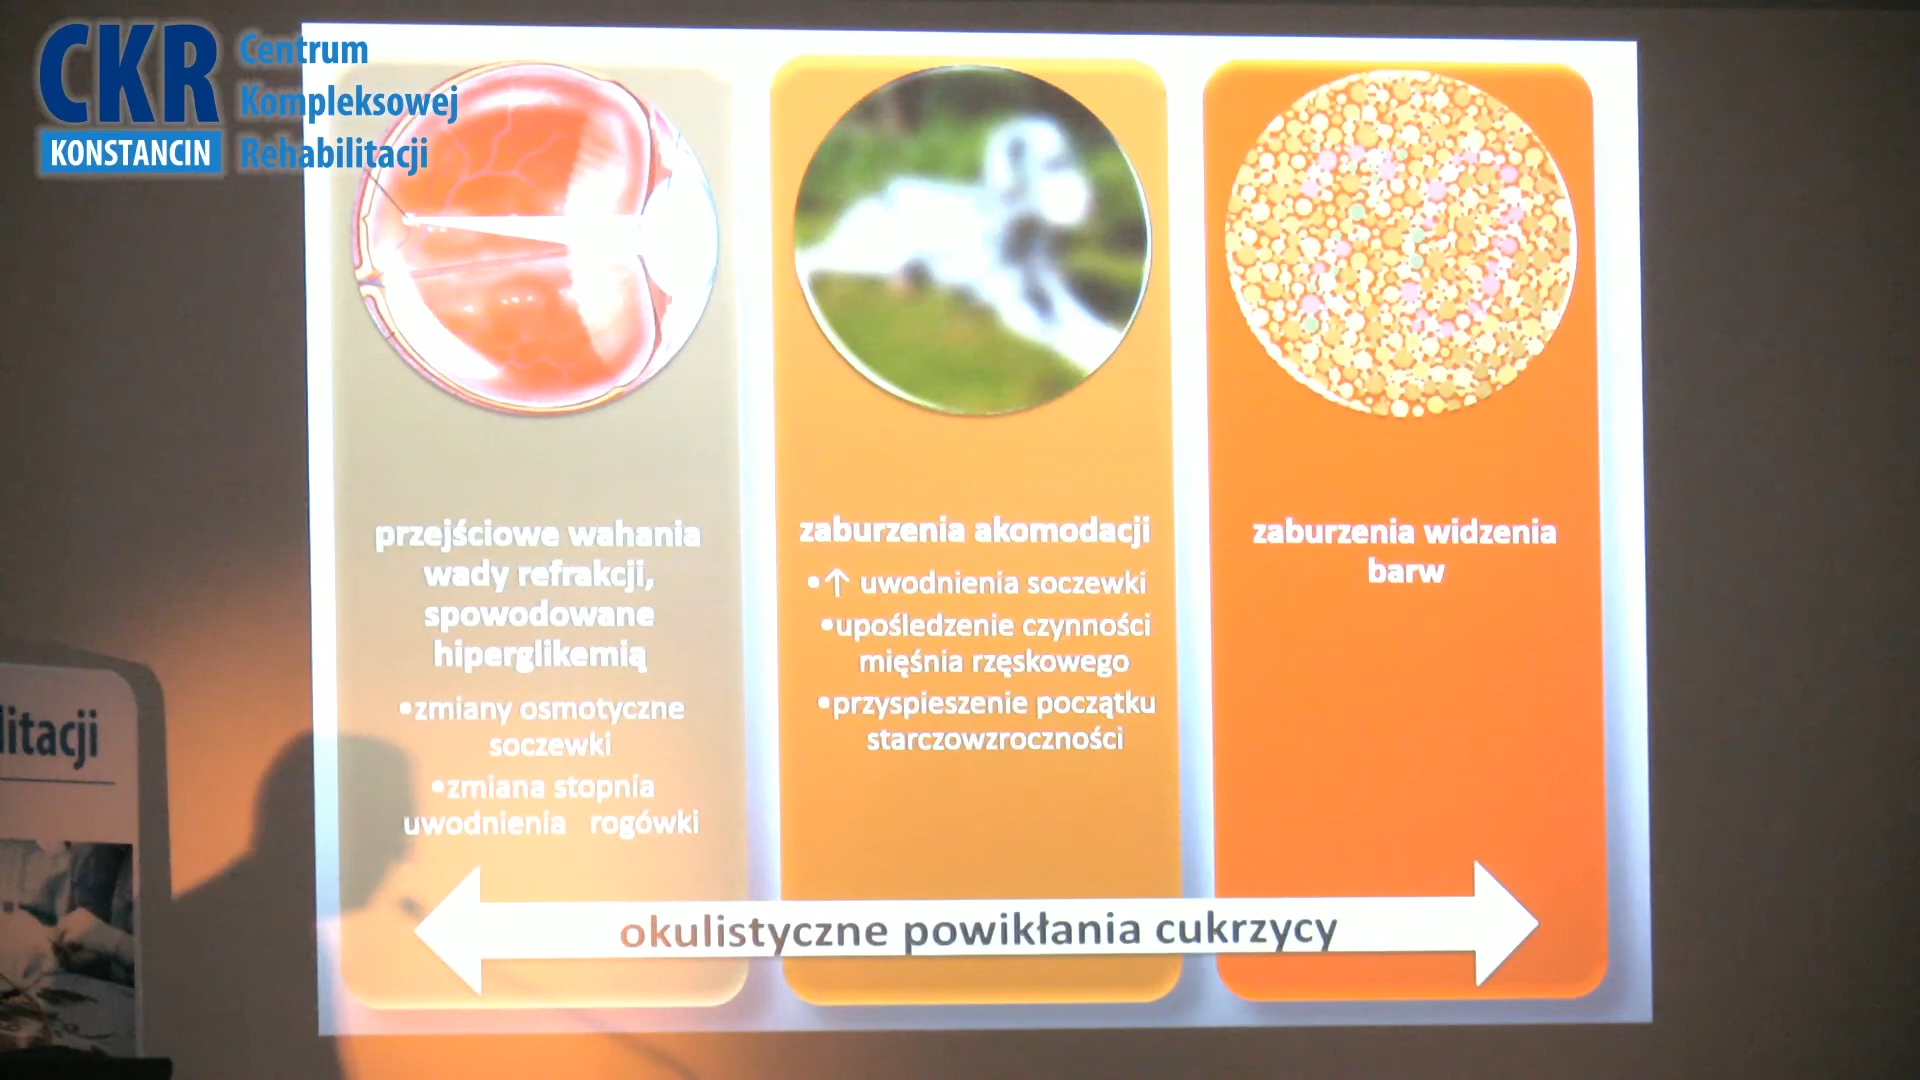 CKR
KONSTANCIN
Centrum
Kompleksowej
Rehabilitacji
przejściowe wahania
wady refrakcji,
spowodowane
hiperglikemią
•zmiany osmotyczne
soczewki
•zmiana stopnia
uwodnienia rogówki
zaburzenia akomodacji
•↑ uwodnienia soczewki
•upośledzenie czynności
mięśnia rzęskowego
•przyspieszenie początku
starczowzroczności
zaburzenia widzenia
barw
okulistyczne powikłania cukrzycy
litacji